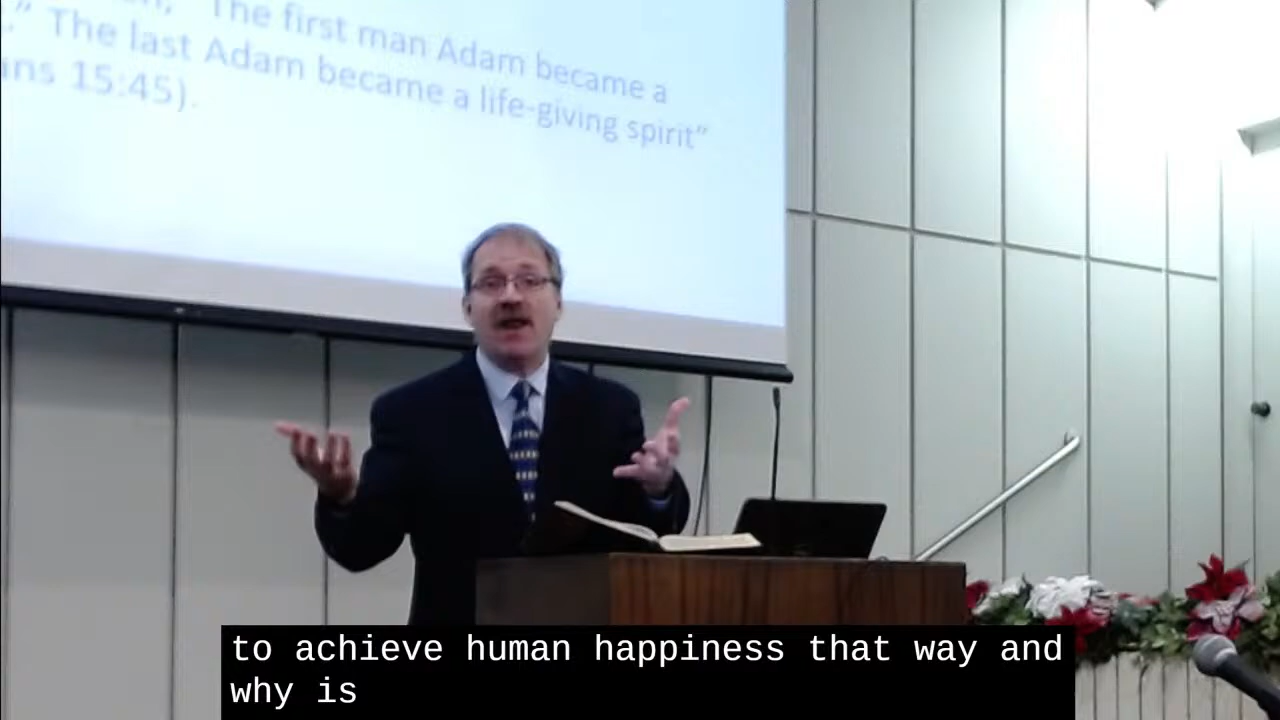 The first man Adam became a
." The last Adam became a life-giving spirit"
15:45).
to achieve human happiness that way and
why is